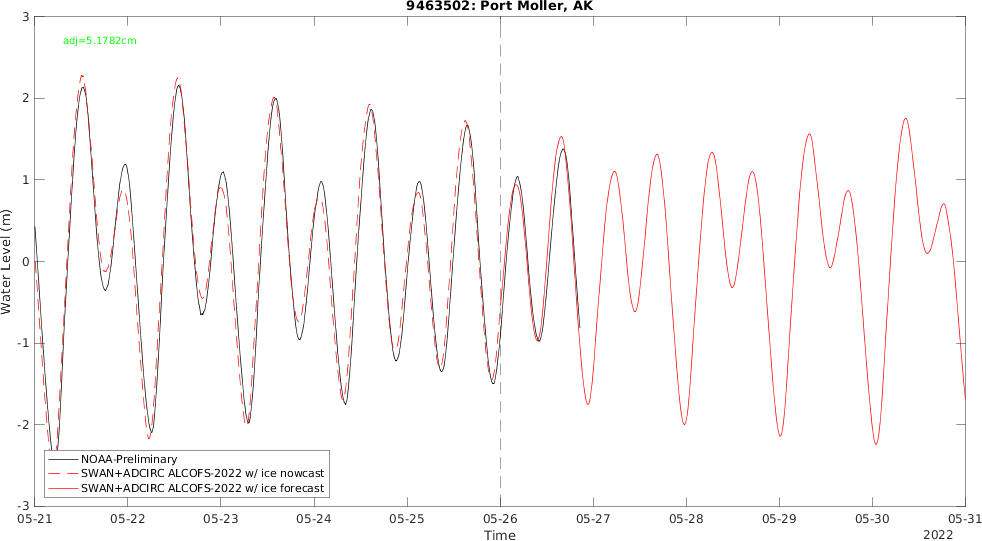 9463502: Port Moller, AK
adj=5.1782cm
3
2
1
0
-1
-2
-3
Water Level (m)
NOAA-Preliminary
SWAN+ADCIRC ALCOFS-2022 w/ ice nowcast
SWAN+ADCIRC ALCOFS-2022 w/ ice forecast
05-21 05-22 05-23 05-24 05-25 05-26 05-27 05-28 05-29 05-30 05-31
Time
2022